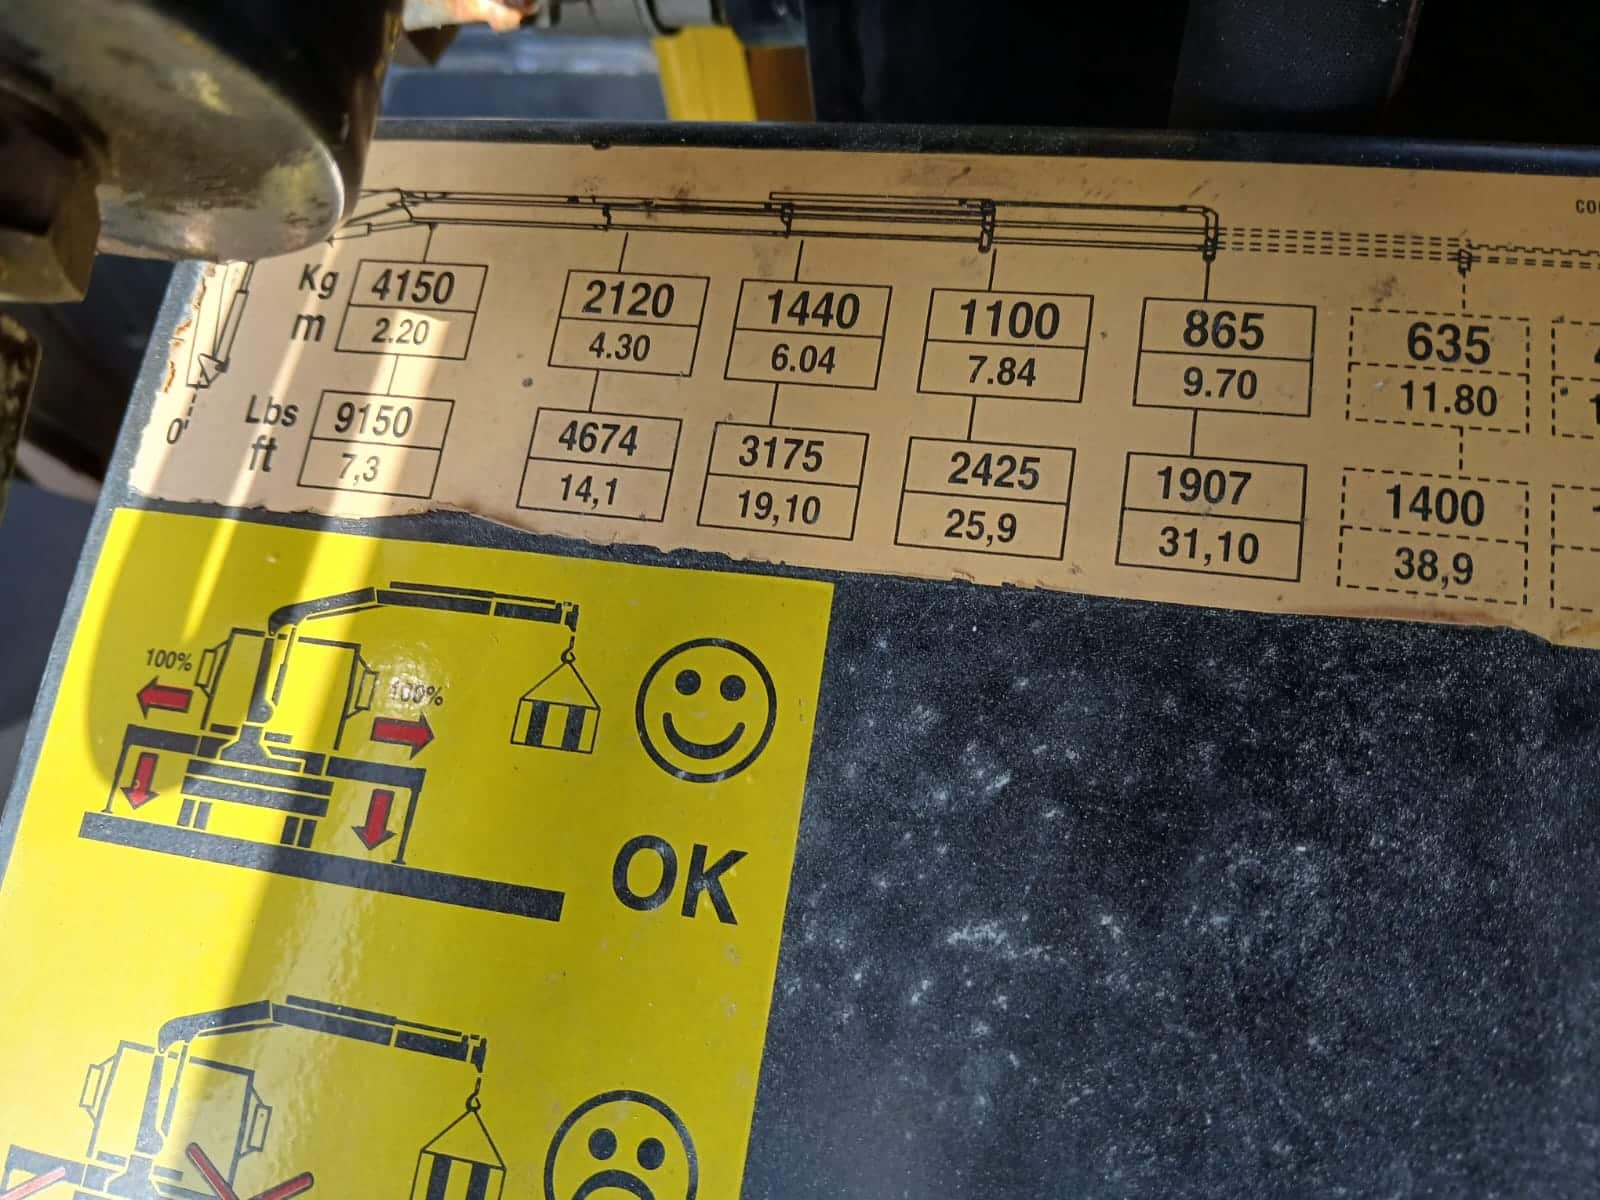 CO
Kg 4150 2120 1440 1100 865 635
m 2.20 4.30 6.04 7.84 9.70 11.80
0
Lbs 9150 4674 3175 2425 1907 1400
ft 7,3 14,1 19,10 25,9 31,10 38,9
100%
100%
OK